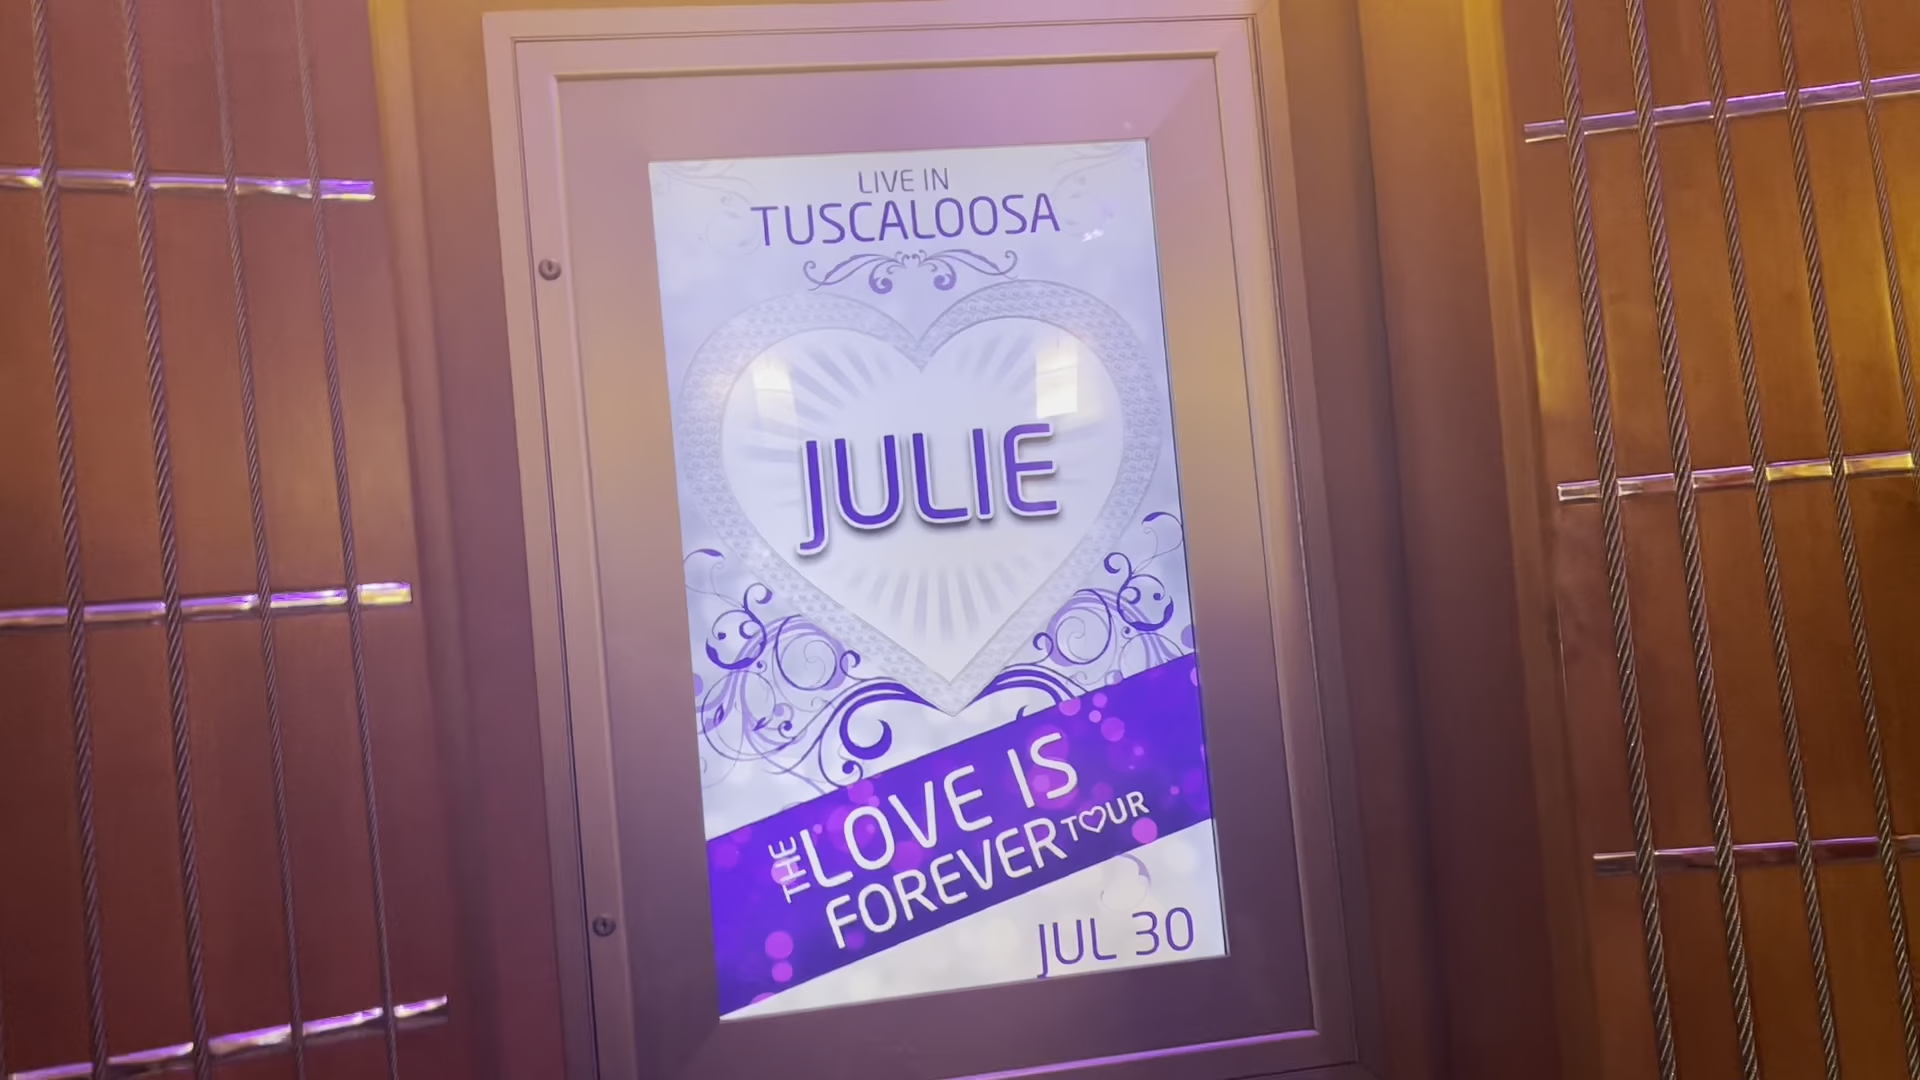 LIVE IN
TUSCALOOSA
JULIE
THE LOVE IS
FOREVER TOUR
JUL 30